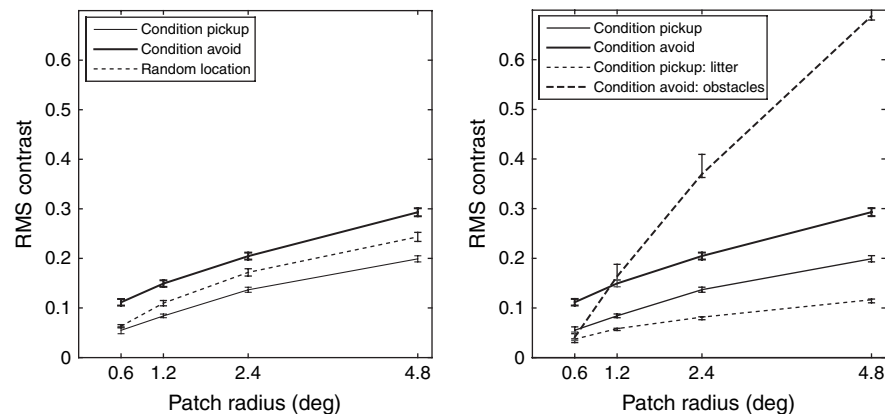 RMS contrast
0.7
0.6
0.5
0.4
0.3
0.2
0.1
0
Condition pickup
Condition avoid
Random location
0.6 1.2 2.4 4.8
Patch radius (deg)
RMS contrast
0.6
0.5
0.4
0.3
0.2
0.1
0
Condition pickup
Condition avoid
Condition pickup: litter
Condition avoid: obstacles
0.6 1.2 2.4 4.8
Patch radius (deg)